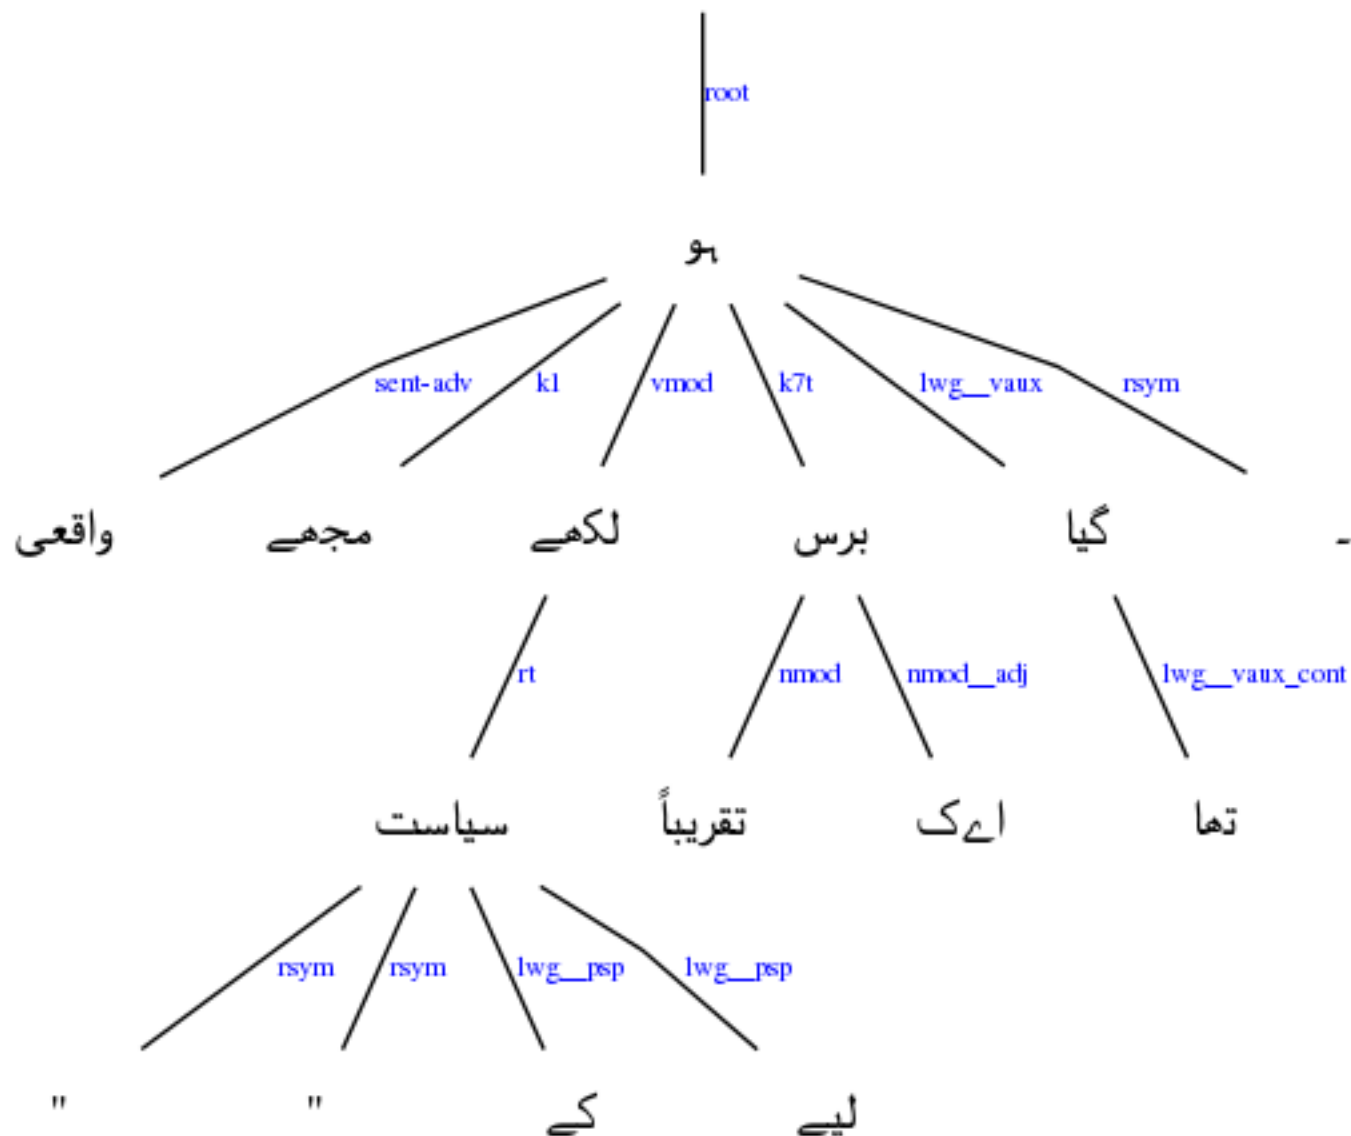 root
ہو
sent-adv k1 vmod k7t lwg__vaux rsym
واقعی مجھے لکھے برس گیا ۔
rt nmod nmod__adj lwg__vaux_cont
سیاست تقریباً اےک تھا
rsym rsym lwg__psp lwg__psp
" " کے لیے